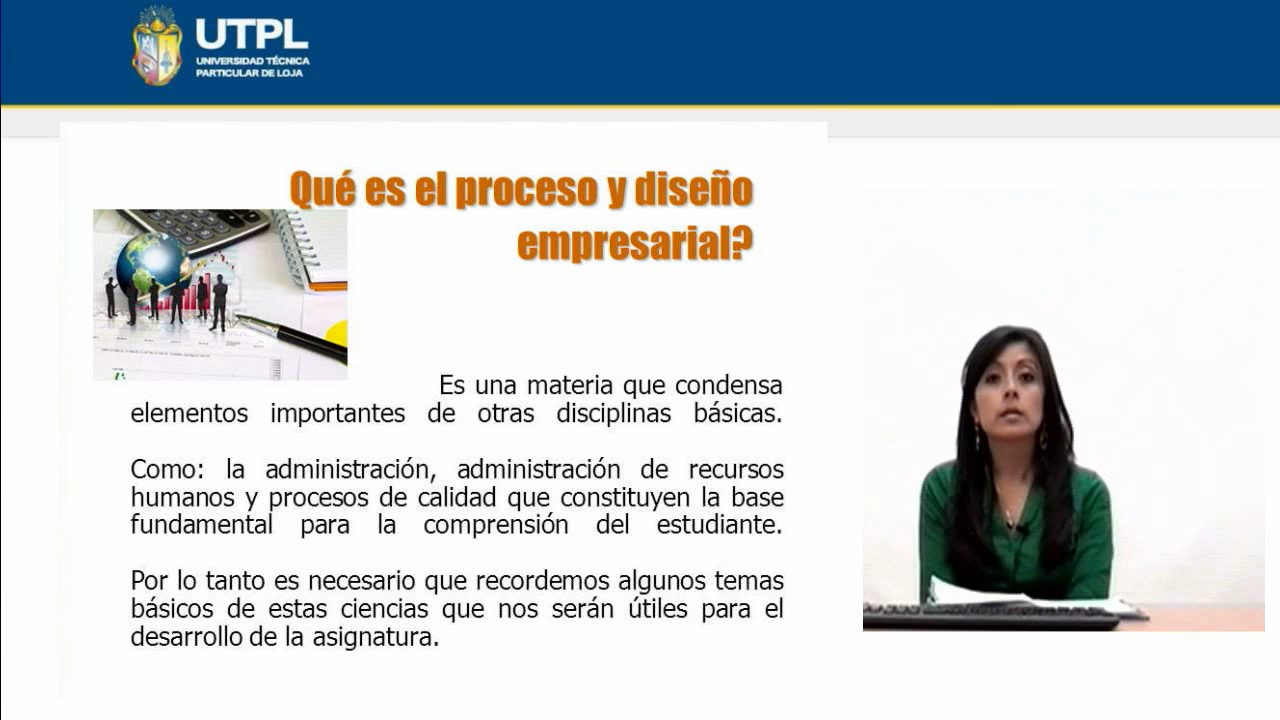 UTPL
UNIVERSIDAD TÉCNICA
PARTICULAR DE LOJA
Qué es el proceso y diseño
empresarial?
Es una materia que condensa
elementos importantes de otras disciplinas básicas.
Como: la administración, administración de recursos
humanos y procesos de calidad que constituyen la base
fundamental para la comprensión del estudiante.
Por lo tanto es necesario que recordemos algunos temas
básicos de estas ciencias que nos serán útiles para el
desarrollo de la asignatura.